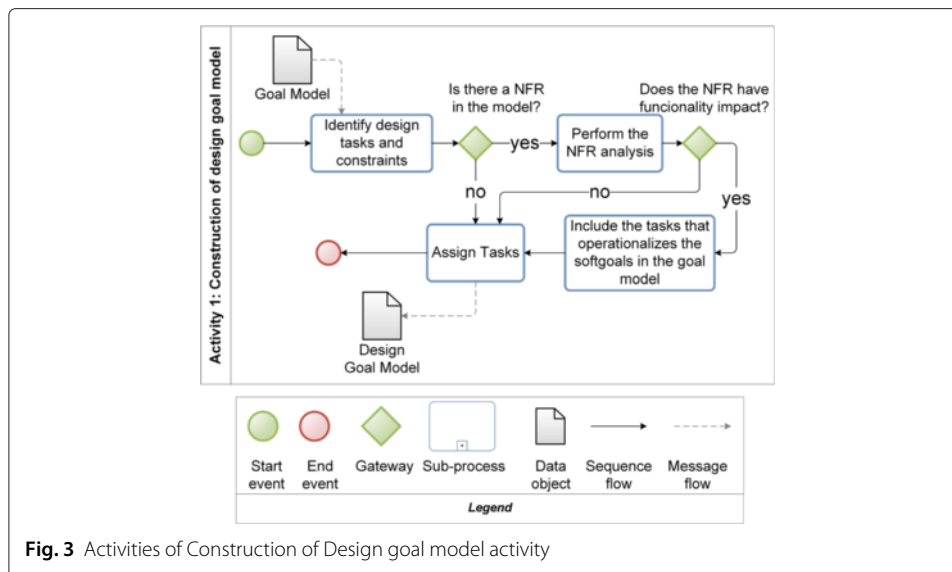 Activity 1: Construction of design goal model
Goal Model
Identify design
tasks and
constraints
Is there a NFR
in the model?
yes
no
Perform the
NFR analysis
Does the NFR have
funcionality impact?
no
yes
Assign Tasks
Include the tasks that
operationalizes the
softgoals in the goal
model
Design
Goal Model
Start
event
End
event
Gateway
Sub-process
Data
object
Sequence
flow
Message
flow
Legend
Fig. 3 Activities of Construction of Design goal model activity